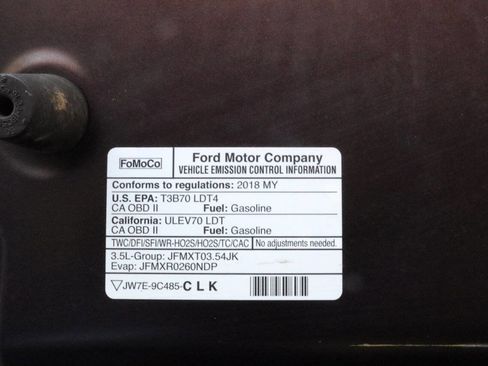 FoMoCo
Ford Motor Company
VEHICLE EMISSION CONTROL INFORMATION
Conforms to regulations: 2018 MY
U.S. EPA: T3B70 LDT4
CA OBD II Fuel: Gasoline
California: ULEV70 LDT
CA OBD II Fuel: Gasoline
TWC/DFI/SFI/WR-HO2S/HO2S/TC/CAC No adjustments needed.
3.5L-Group: JFMXT03.54JK
Evap: JFMXR0260NDP
JW7E-9C485-CLK